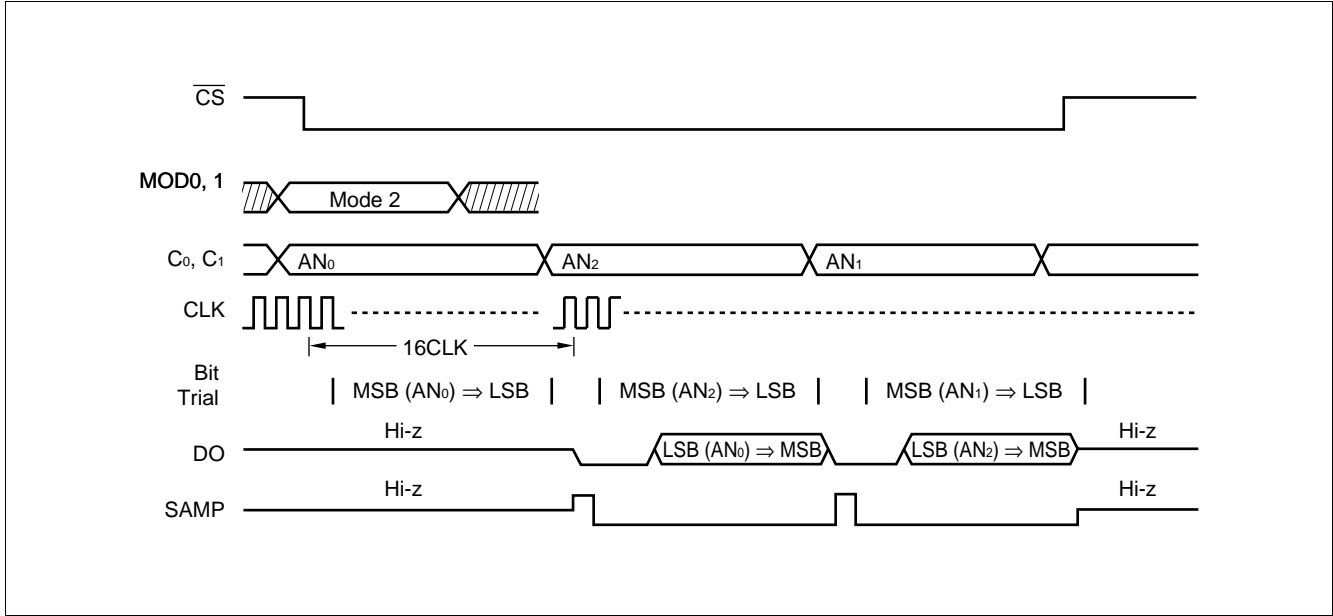 CS
MOD0, 1
Mode 2
C0, C1
AN0
AN2
AN1
CLK
16CLK
Bit
Trial
MSB (AN0) ⇒ LSB
MSB (AN2) ⇒ LSB
MSB (AN1) ⇒ LSB
DO
Hi-z
LSB (AN0) ⇒ MSB
LSB (AN2) ⇒ MSB
Hi-z
SAMP
Hi-z
Hi-z